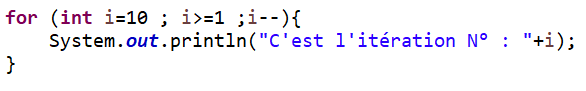 for (int i=10 ; i>=1 ;i--){
    System.out.println("C'est l'itération N° : "+i);
}